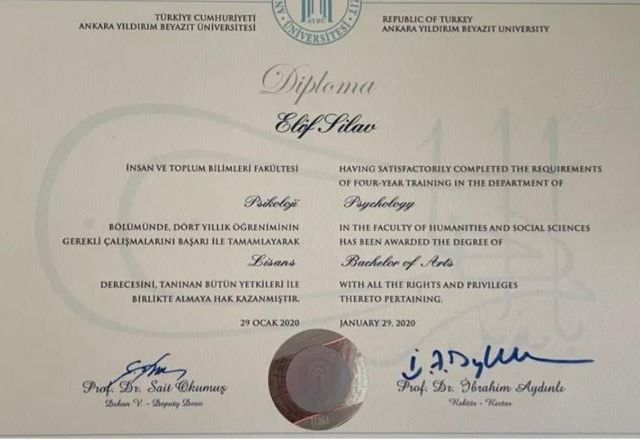 TÜRKİYE CUMHURİYETİ
ANKARA YILDIRIM BEYAZIT ÜNİVERSİTESİ
REPUBLIC OF TURKEY
ANKARA YILDIRIM BEYAZIT UNIVERSITY
AYBU
ÜNİVERSİTESİ
Diploma
Elif Silav
İNSAN VE TOPLUM BİLİMLERİ FAKÜLTESİ
Psikoloji
BÖLÜMÜNDE, DÖRT YILLIK ÖĞRENİMİNİN
GEREKLİ ÇALIŞMALARINI BAŞARI İLE TAMAMLAYARAK
Lisans
DERECESİNİ, TANINAN BÜTÜN YETKİLERİ İLE
BİRLİKTE ALMAYA HAK KAZANMIŞTIR.
29 OCAK 2020
HAVING SATISFACTORILY COMPLETED THE REQUIREMENTS
OF FOUR-YEAR TRAINING IN THE DEPARTMENT OF
Psychology
IN THE FACULTY OF HUMANITIES AND SOCIAL SCIENCES
HAS BEEN AWARDED THE DEGREE OF
Bachelor of Arts
WITH ALL THE RIGHTS AND PRIVILEGES
THERETO PERTAINING.
JANUARY 29, 2020
Prof. Dr. Sait Okumuş
Dekan V. - Deputy Dean
Prof. Dr. İbrahim Aydınlı
Rektör - Rector